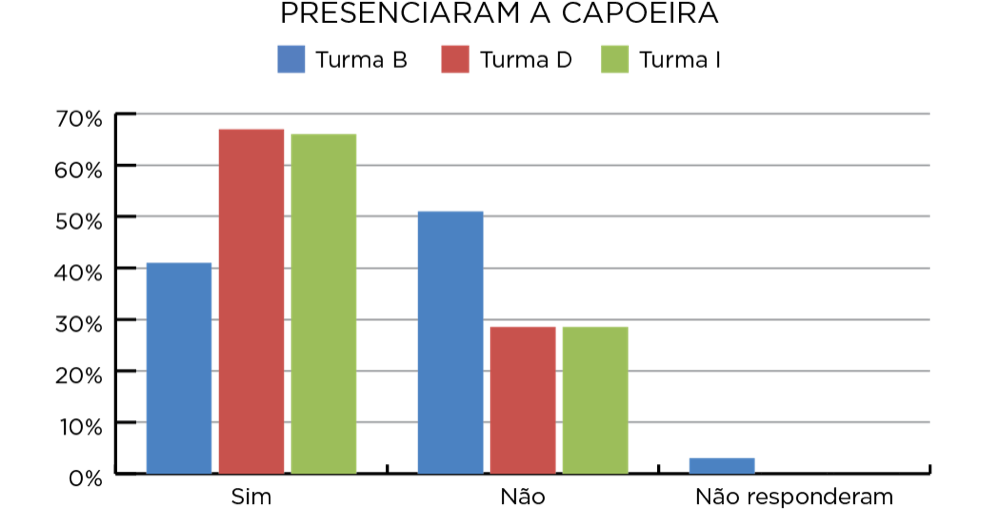 PRESENCIARAM A CAPOEIRA
Turma B Turma D Turma I
70%
60%
50%
40%
30%
20%
10%
0%
Sim Não Não responderam